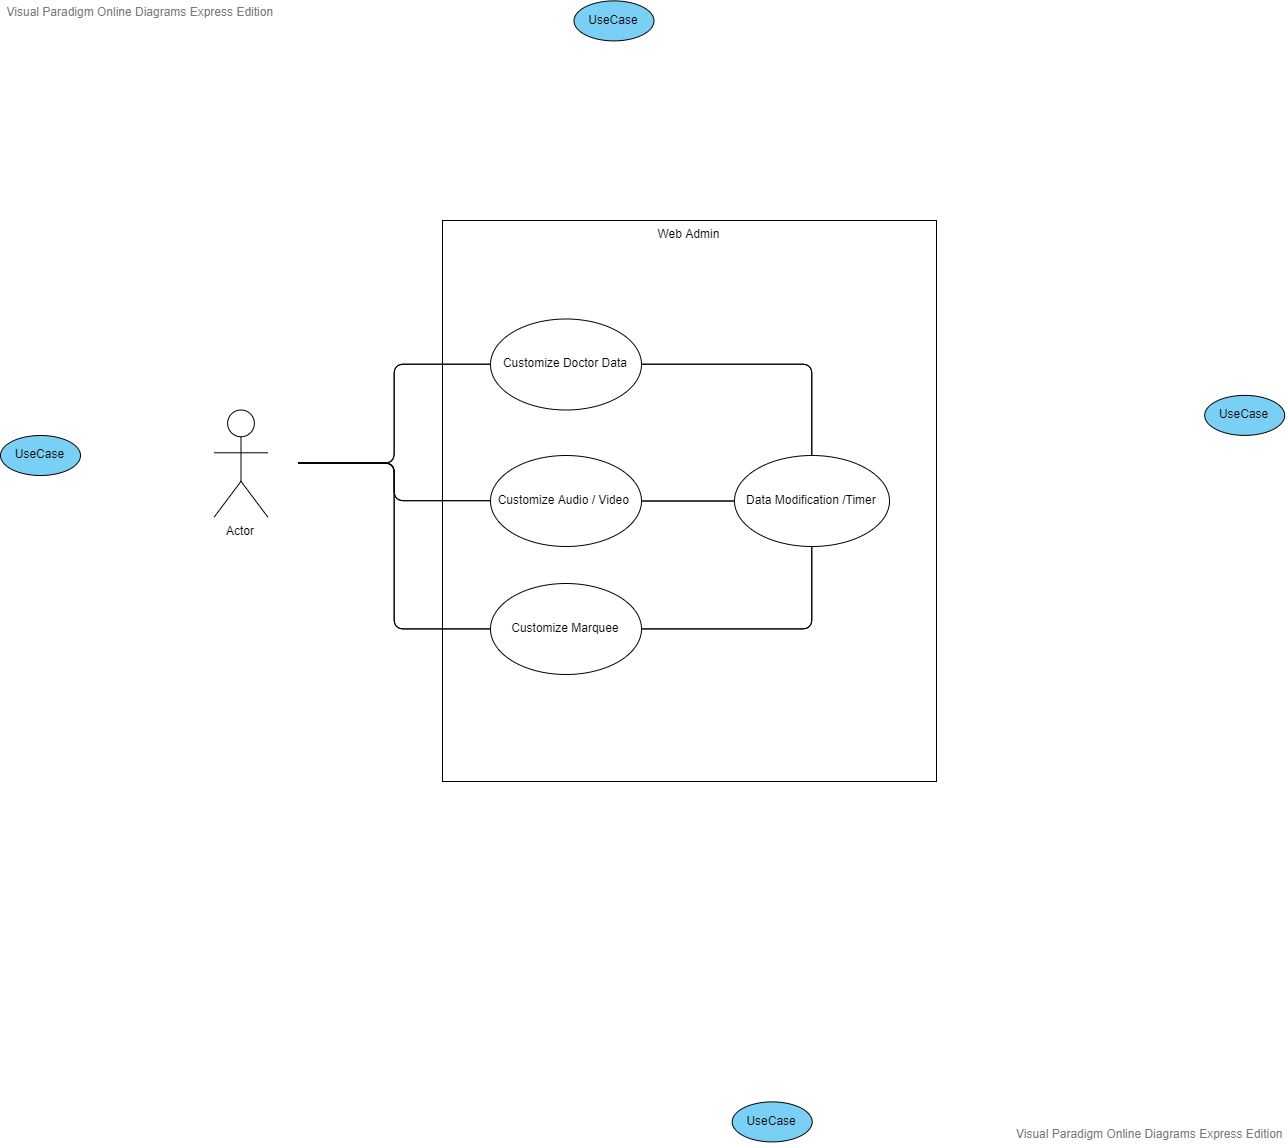 Visual Paradigm Online Diagrams Express Edition
UseCase
Web Admin
Customize Doctor Data
UseCase
UseCase
Customize Audio / Video
Data Modification /Timer
Actor
Customize Marquee
UseCase
Visual Paradigm Online Diagrams Express Edition